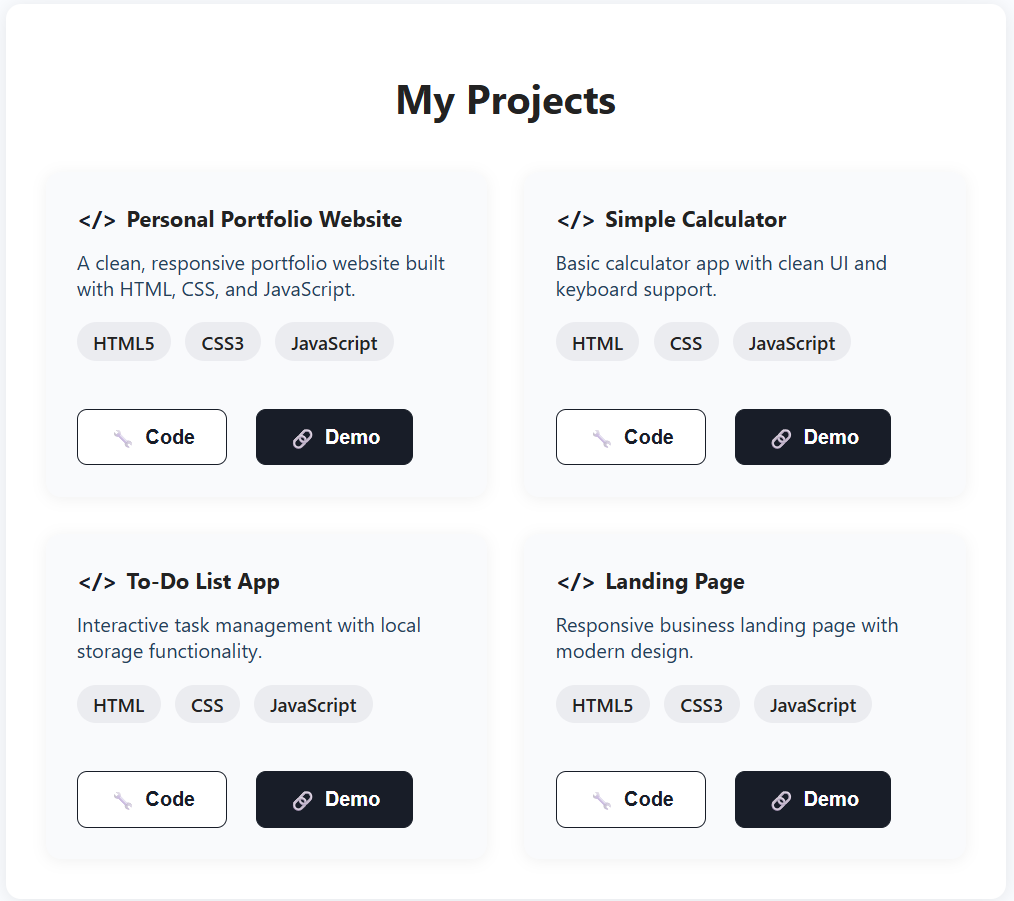 My Projects
</> Personal Portfolio Website
A clean, responsive portfolio website built
with HTML, CSS, and JavaScript.
HTML5 CSS3 JavaScript
Code Demo
</> Simple Calculator
Basic calculator app with clean UI and
keyboard support.
HTML CSS JavaScript
Code Demo
</> To-Do List App
Interactive task management with local
storage functionality.
HTML CSS JavaScript
Code Demo
</> Landing Page
Responsive business landing page with
modern design.
HTML5 CSS3 JavaScript
Code Demo